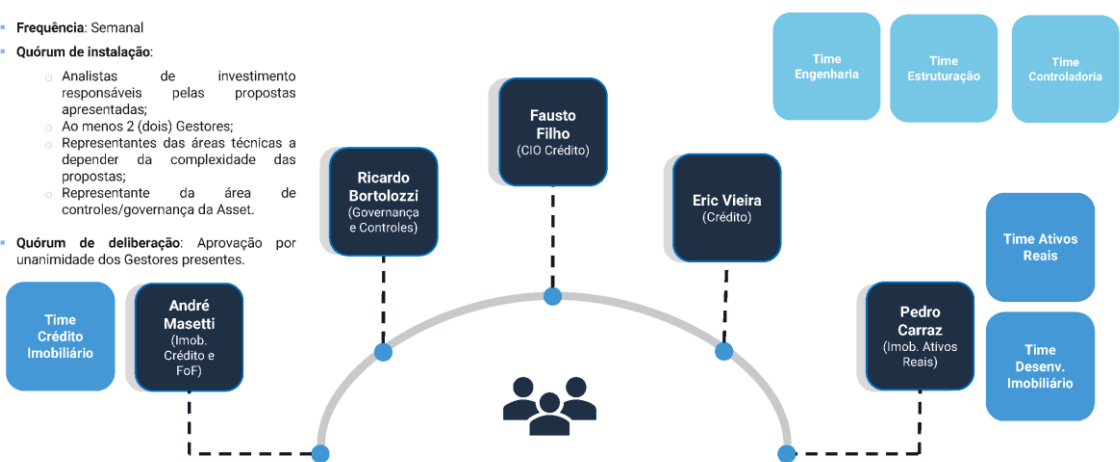 Frequência: Semanal
Quórum de instalação:
Analistas de investimento
responsáveis pelas propostas
apresentadas;
Ao menos 2 (dois) Gestores;
Representantes das áreas técnicas a
depender da complexidade das
propostas;
Representante da área de
controles/governança da Asset.
Quórum de deliberação: Aprovação por
unanimidade dos Gestores presentes.
Time
Crédito
Imobiliário
André
Masetti
(Imob.
Crédito e
FoF)
Ricardo
Bortolozzi
(Governança
e Controles)
Fausto
Filho
(CIO Crédito)
Eric Vieira
(Crédito)
Pedro
Carraz
(Imob. Ativos
Reais)
Time
Engenharia
Time
Estruturação
Time
Controladoria
Time Ativos
Reais
Time
Desenv.
Imobiliário